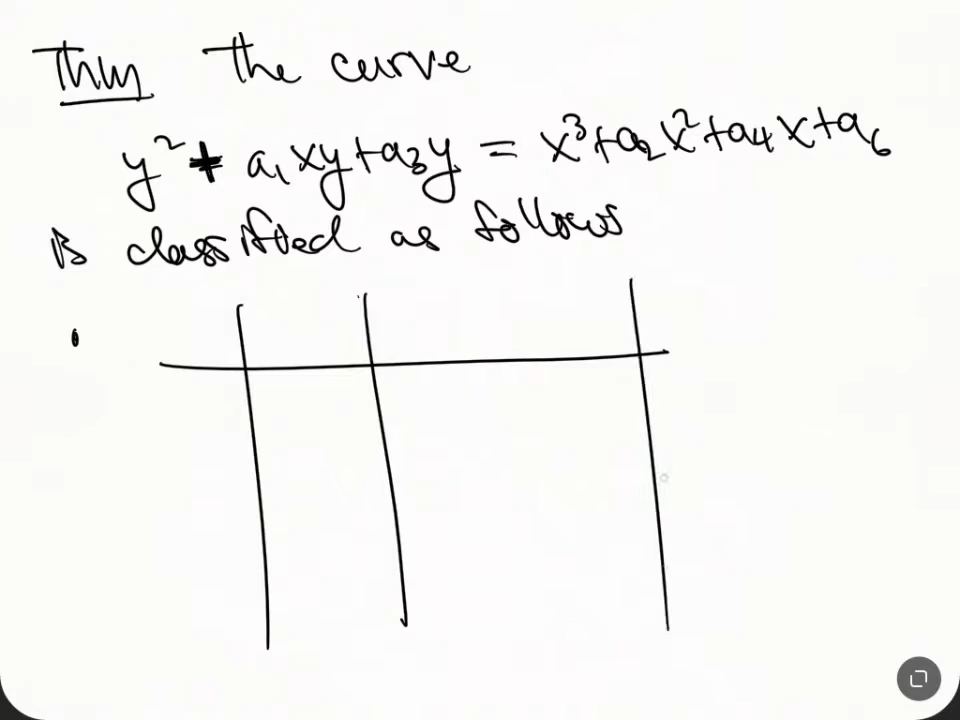 Thm The curve
y² + a₁xy + a₃y = x³ + a₂x² + a₄x + a₆
is classified as follows